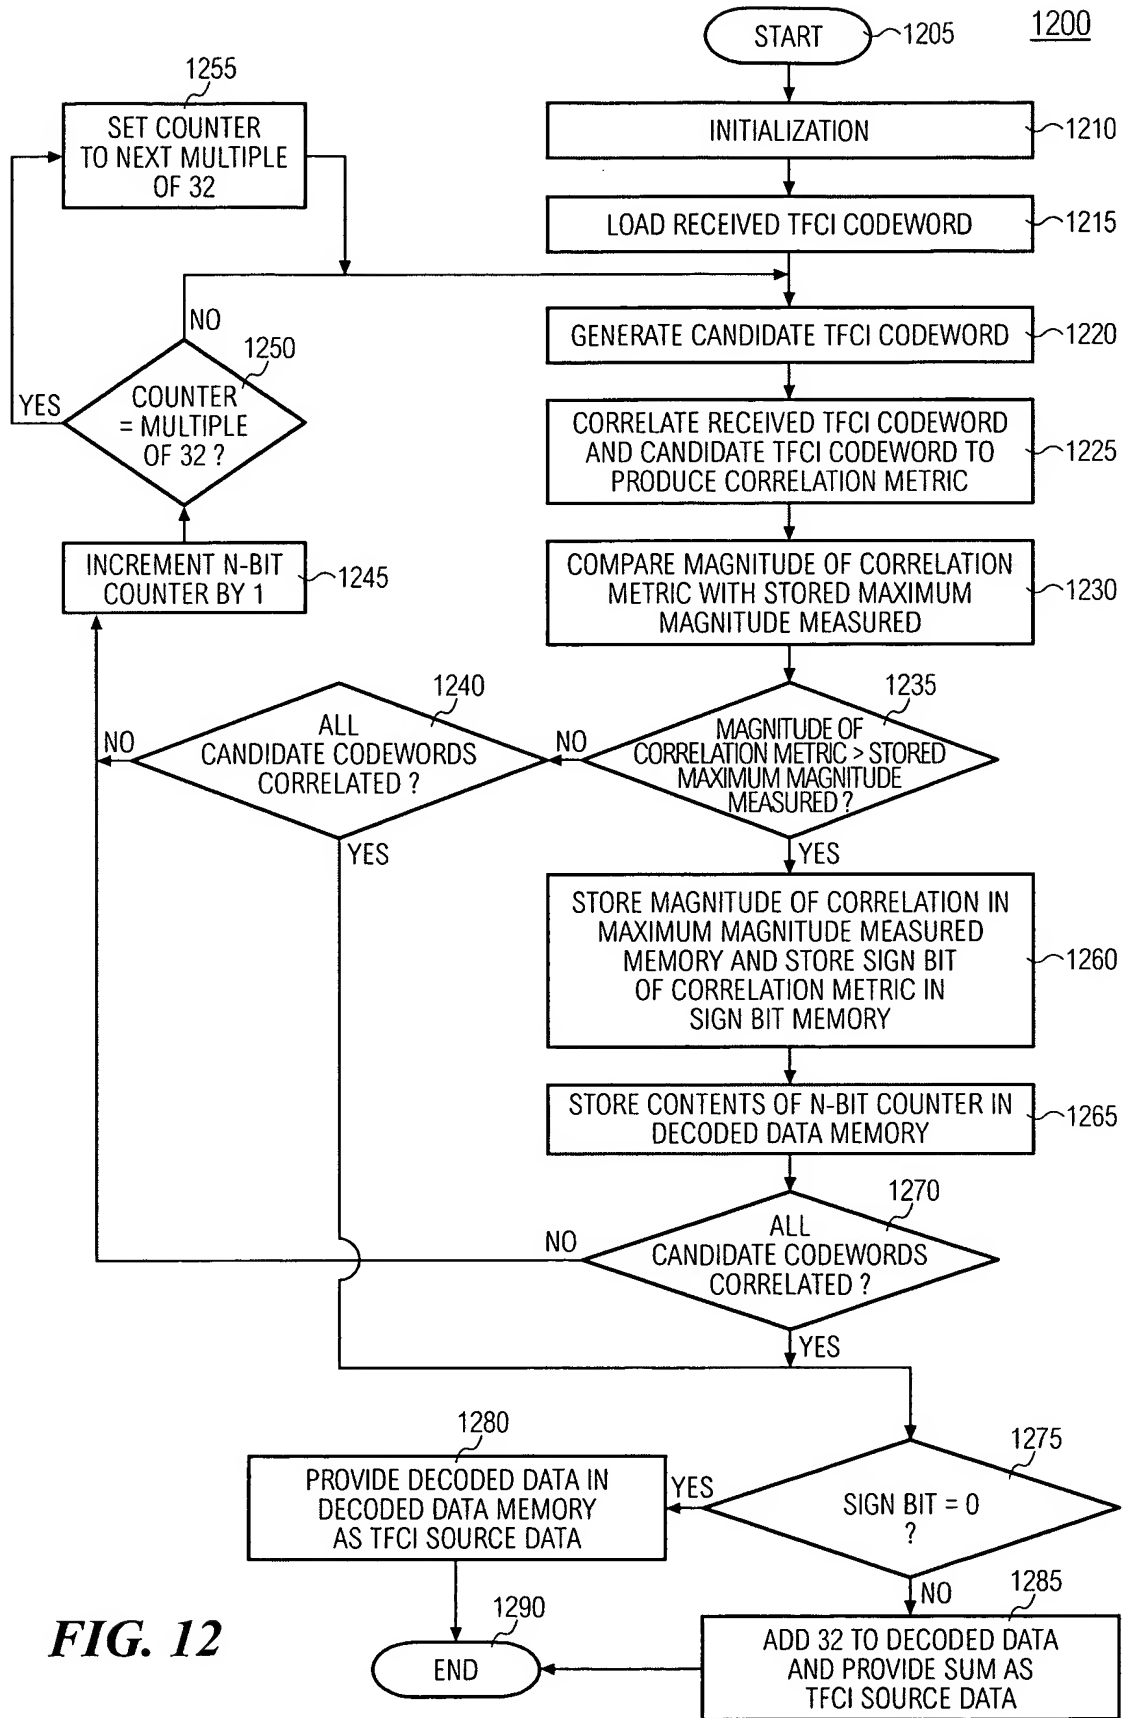 1200
START
1205
INITIALIZATION
1210
LOAD RECEIVED TFCI CODEWORD
1215
GENERATE CANDIDATE TFCI CODEWORD
1220
CORRELATE RECEIVED TFCI CODEWORD
AND CANDIDATE TFCI CODEWORD TO
PRODUCE CORRELATION METRIC
1225
COMPARE MAGNITUDE OF CORRELATION
METRIC WITH STORED MAXIMUM
MAGNITUDE MEASURED
1230
1235
MAGNITUDE OF
CORRELATION METRIC > STORED
MAXIMUM MAGNITUDE
MEASURED ?
NO
YES
1240
ALL
CANDIDATE CODEWORDS
CORRELATED ?
NO
YES
INCREMENT N-BIT
COUNTER BY 1
1245
1250
COUNTER
= MULTIPLE
OF 32 ?
NO
YES
1255
SET COUNTER
TO NEXT MULTIPLE
OF 32
STORE MAGNITUDE OF CORRELATION IN
MAXIMUM MAGNITUDE MEASURED
MEMORY AND STORE SIGN BIT
OF CORRELATION METRIC IN
SIGN BIT MEMORY
1260
STORE CONTENTS OF N-BIT COUNTER IN
DECODED DATA MEMORY
1265
1270
ALL
CANDIDATE CODEWORDS
CORRELATED ?
NO
YES
1275
SIGN BIT = 0
?
YES
NO
1280
PROVIDE DECODED DATA IN
DECODED DATA MEMORY
AS TFCI SOURCE DATA
1285
ADD 32 TO DECODED DATA
AND PROVIDE SUM AS
TFCI SOURCE DATA
1290
END
FIG. 12